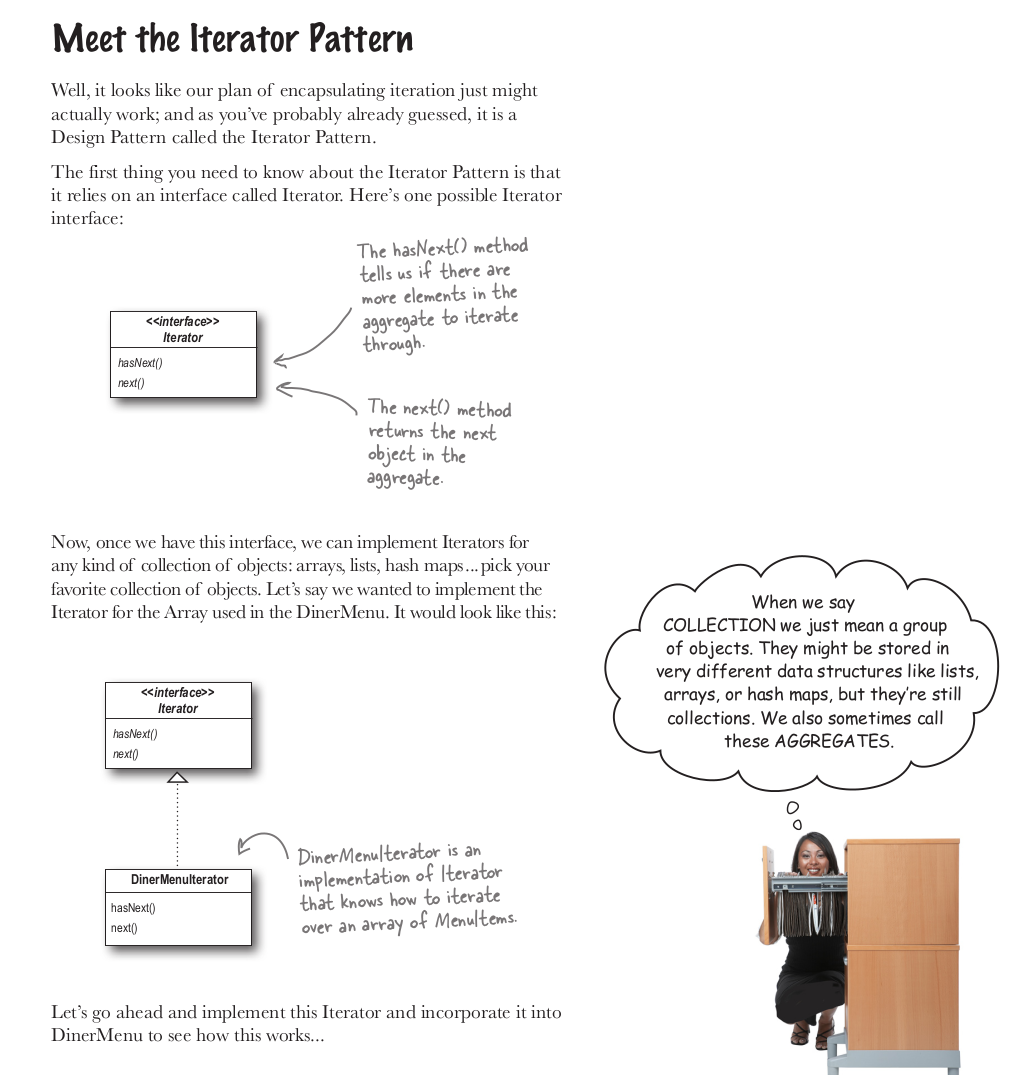 Meet the Iterator Pattern
Well, it looks like our plan of encapsulating iteration just might
actually work; and as you've probably already guessed, it is a
Design Pattern called the Iterator Pattern.
The first thing you need to know about the Iterator Pattern is that
it relies on an interface called Iterator. Here's one possible Iterator
interface:
The hasNext() method
tells us if there are
more elements in the
aggregate to iterate
through.
<<interface>>
Iterator
hasNext()
next()
The next() method
returns the next
object in the
aggregate.
Now, once we have this interface, we can implement Iterators for
any kind of collection of objects: arrays, lists, hash maps...pick your
favorite collection of objects. Let's say we wanted to implement the
Iterator for the Array used in the DinerMenu. It would look like this:
When we say
COLLECTION we just mean a group
of objects. They might be stored in
very different data structures like lists,
arrays, or hash maps, but they're still
collections. We also sometimes call
these AGGREGATES.
<<interface>>
Iterator
hasNext()
next()
DinerMenuIterator
hasNext()
next()
DinerMenuIterator is an
implementation of Iterator
that knows how to iterate
over an array of MenuItems.
Let's go ahead and implement this Iterator and incorporate it into
DinerMenu to see how this works...